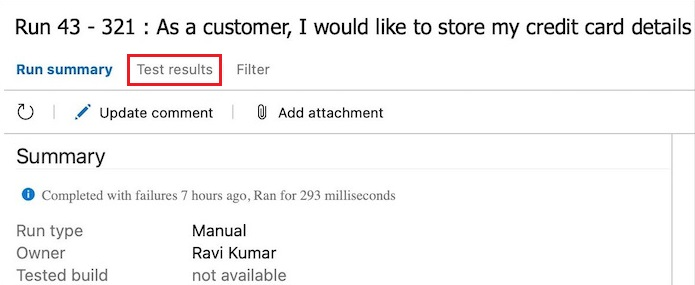 Run 43 - 321 : As a customer, I would like to store my credit card details
Run summary Test results Filter
Update comment Add attachment
Summary
Completed with failures 7 hours ago, Ran for 293 milliseconds
Run type Manual
Owner Ravi Kumar
Tested build not available